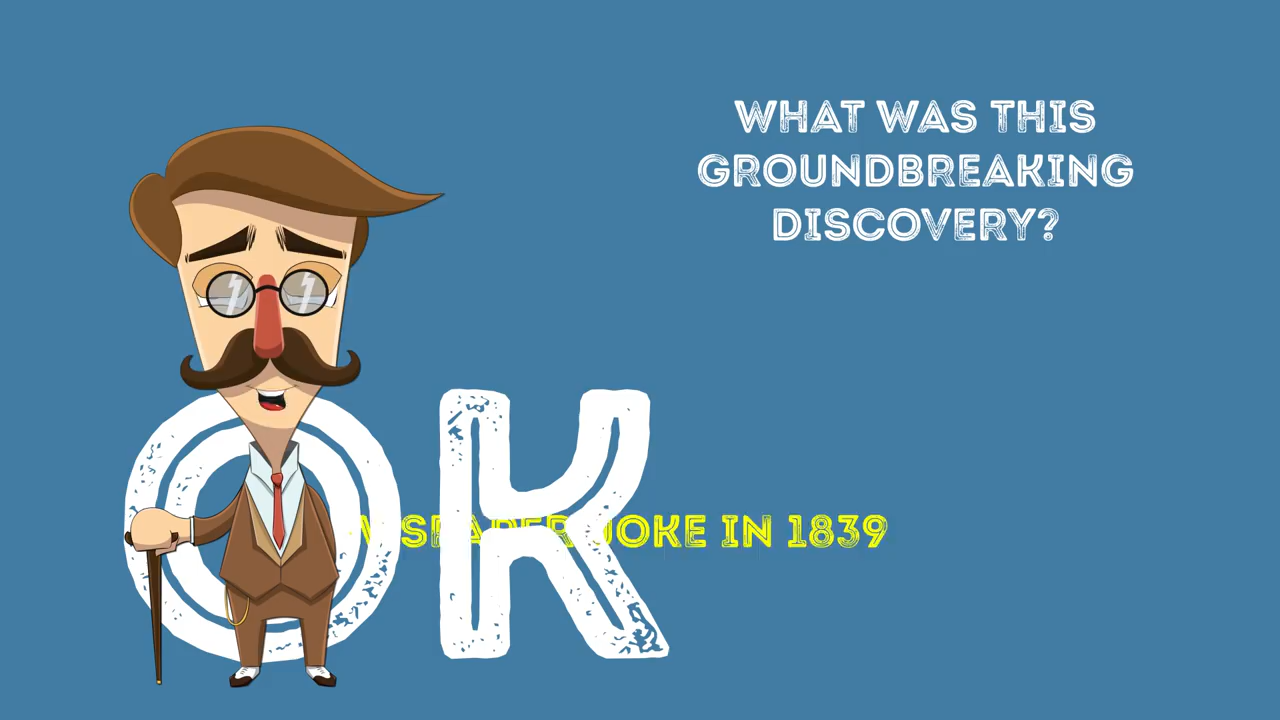 WHAT WAS THIS
GROUNDBREAKING
DISCOVERY?
OK
JOKE IN 1839